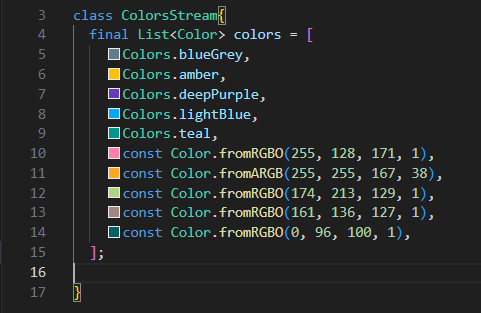 3 class ColorsStream{
4 final List<Color> colors = [
5 Colors.blueGrey,
6 Colors.amber,
7 Colors.deepPurple,
8 Colors.lightBlue,
9 Colors.teal,
10 const Color.fromRGBO(255, 128, 171, 1),
11 const Color.fromARGB(255, 255, 167, 38),
12 const Color.fromRGBO(174, 213, 129, 1),
13 const Color.fromRGBO(161, 136, 127, 1),
14 const Color.fromRGBO(0, 96, 100, 1),
15 ];
16
17 }